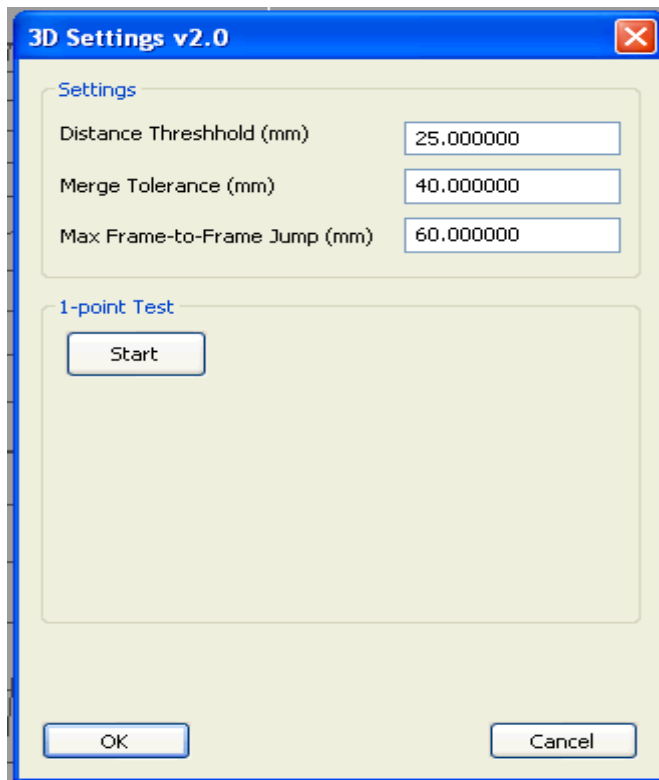 3D Settings v2.0
Settings
Distance Threshhold (mm) 25.000000
Merge Tolerance (mm) 40.000000
Max Frame-to-Frame Jump (mm) 60.000000
1-point Test
Start
OK Cancel